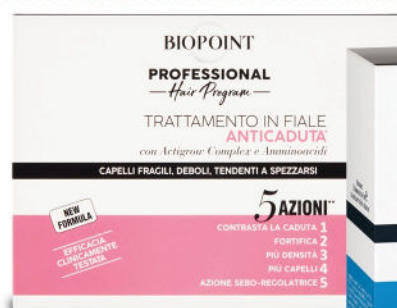 BIOPOINT
PROFESSIONAL
Hair Program
TRATTAMENTO IN FIALE
ANTICADUTA*
con Actigrow Complex e Amminoacidi
CAPELLI FRAGILI, DEBOLI, TENDENTI A SPEZZARSI
NEW
FORMULA
EFFICACIA
CLINICAMENTE
TESTATA
5 AZIONI**
CONTRASTA LA CADUTA 1
FORTIFICA 2
PIÙ DENSITÀ 3
PIÙ CAPELLI 4
AZIONE SEBO-REGOLATRICE 5